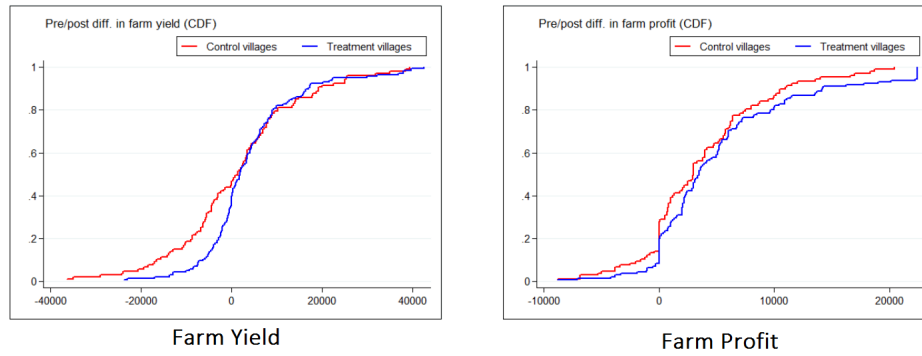 Pre/post diff. in farm yield (CDF)
Control villages Treatment villages
1
.8
.6
.4
.2
0
-40000 -20000 0 20000 40000
Farm Yield
Pre/post diff. in farm profit (CDF)
Control villages Treatment villages
1
.8
.6
.4
.2
0
-10000 0 10000 20000
Farm Profit